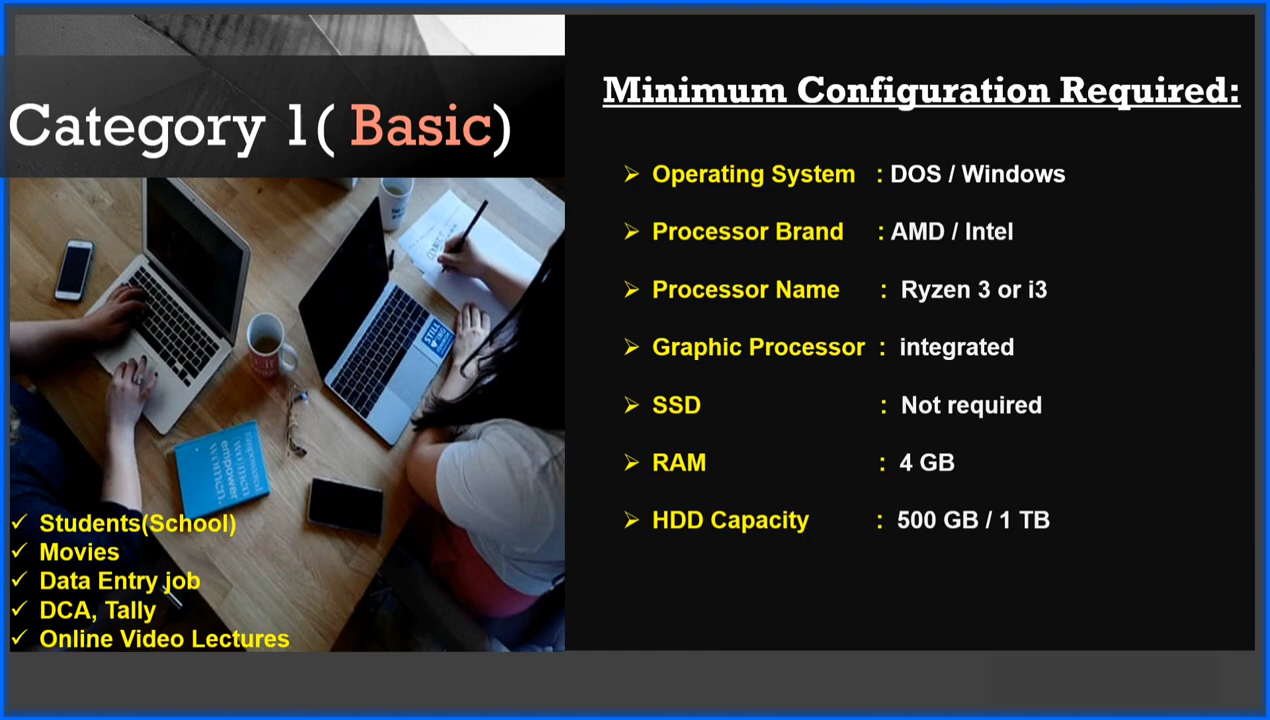 Category 1( Basic)
Students(School)
Movies
Data Entry job
DCA, Tally
Online Video Lectures
Minimum Configuration Required:
Operating System : DOS / Windows
Processor Brand : AMD / Intel
Processor Name : Ryzen 3 or i3
Graphic Processor : integrated
SSD : Not required
RAM : 4 GB
HDD Capacity : 500 GB / 1 TB